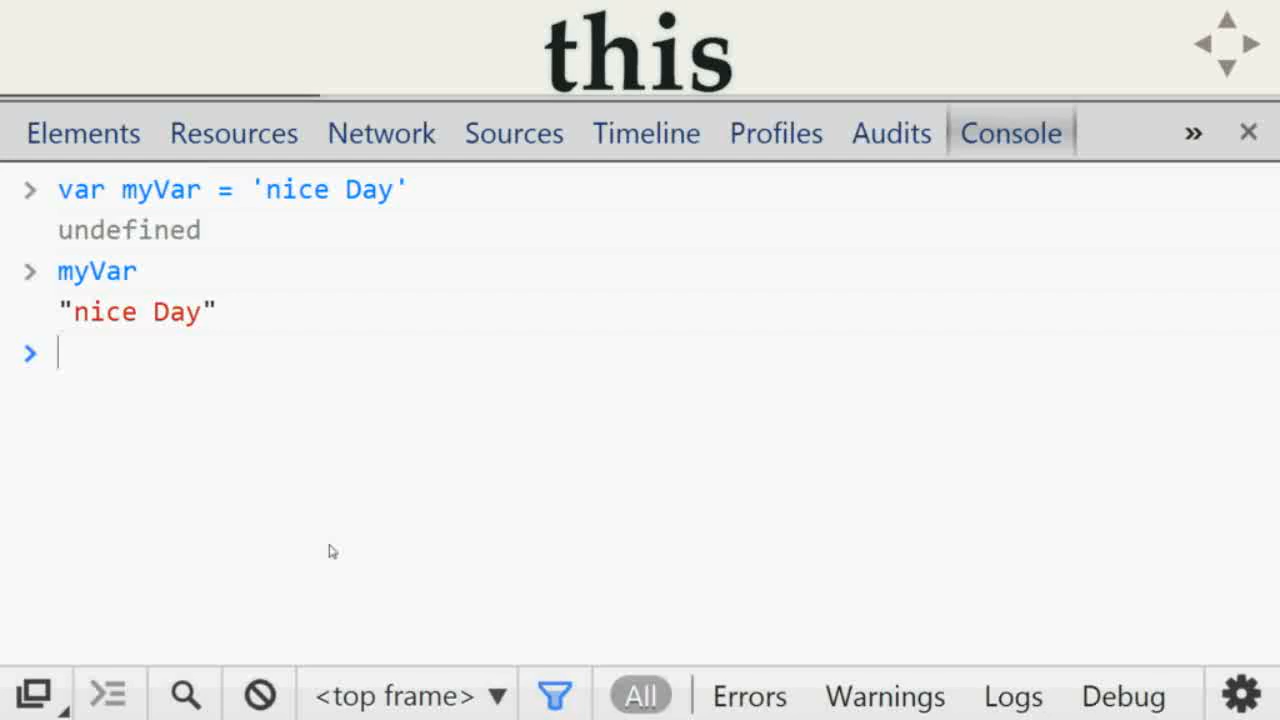 this
Elements Resources Network Sources Timeline Profiles Audits Console » ×
> var myVar = 'nice Day'
undefined
> myVar
"nice Day"
>
<top frame> ▼ All Errors Warnings Logs Debug